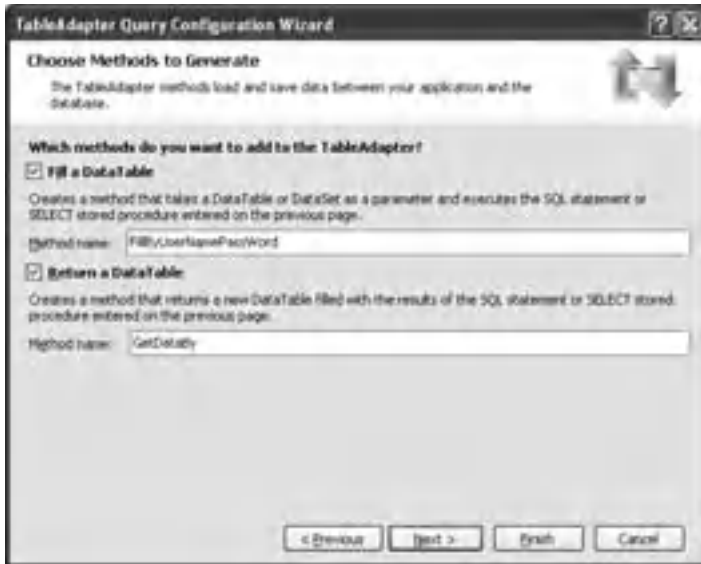 TableAdapter Query Configuration Wizard
Choose Methods to Generate
The TableAdapter methods load and save data between your application and the
database.
Which methods do you want to add to the TableAdapter?
Fill a DataTable
Creates a method that takes a DataTable or DataSet as a parameter and executes the SQL statement or
SELECT stored procedure entered on the previous page.
Method name: FillByUserNamePassWord
Return a DataTable
Creates a method that returns a new DataTable filled with the results of the SQL statement or SELECT stored
procedure entered on the previous page.
Method name: GetDataBy
< Previous Next > Finish Cancel